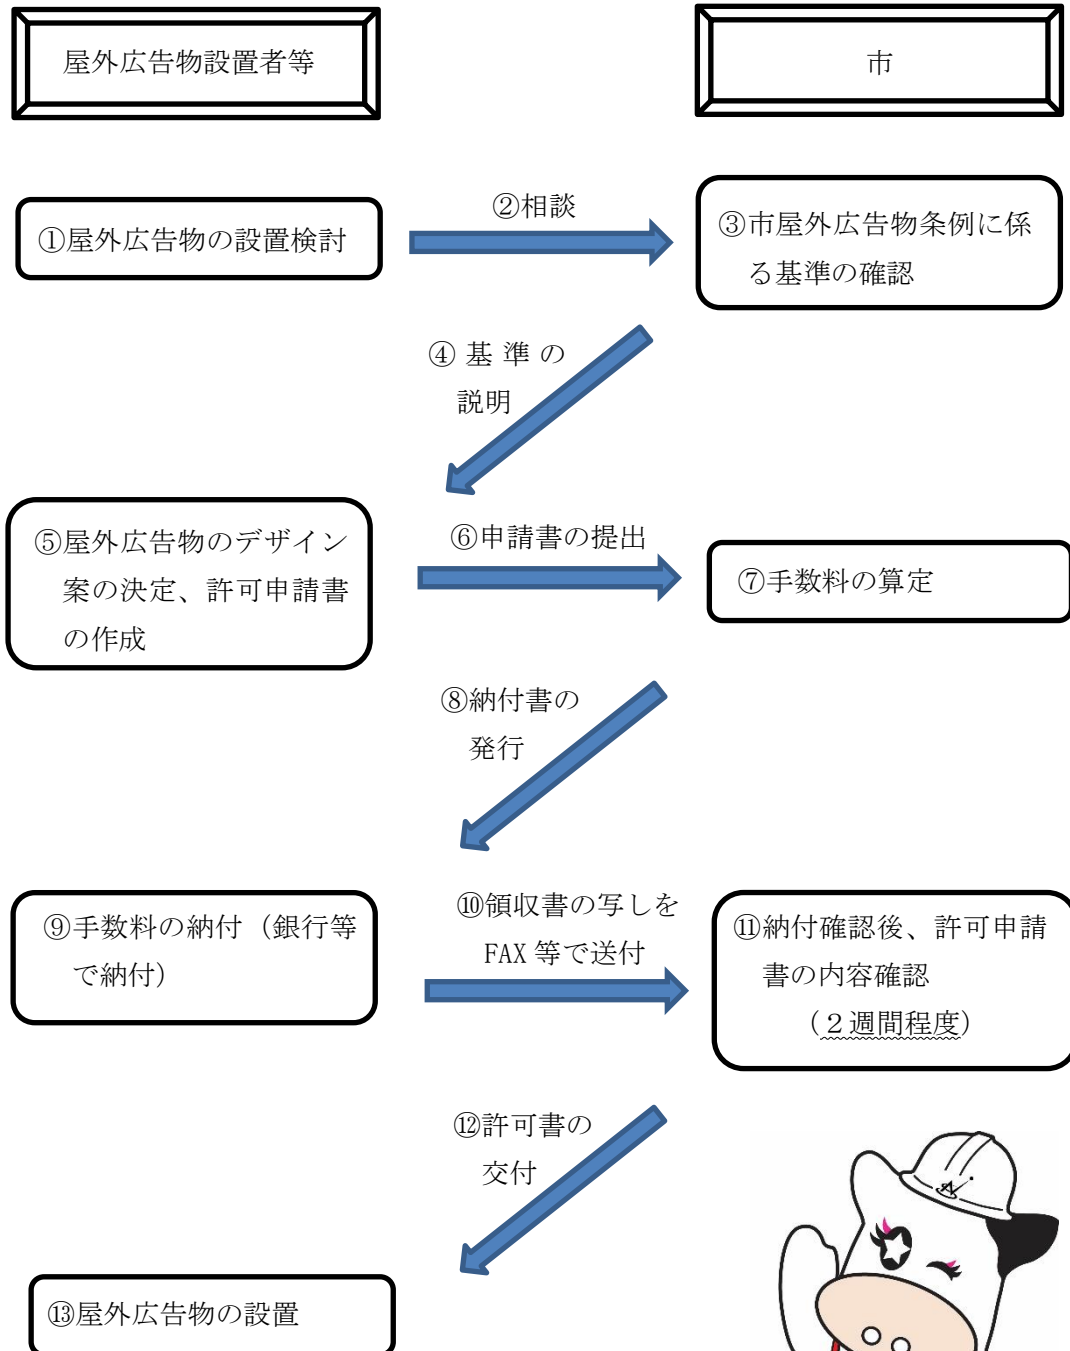 屋外広告物設置者等
市
①屋外広告物の設置検討
②相談
③市屋外広告物条例に係
る基準の確認
④基準の
説明
⑤屋外広告物のデザイン
案の決定、許可申請書
の作成
⑥申請書の提出
⑦手数料の算定
⑧納付書の
発行
⑨手数料の納付（銀行等
で納付）
⑩領収書の写しを
FAX 等で送付
⑪納付確認後、許可申請
書の内容確認
（２週間程度）
⑫許可書の
交付
⑬屋外広告物の設置